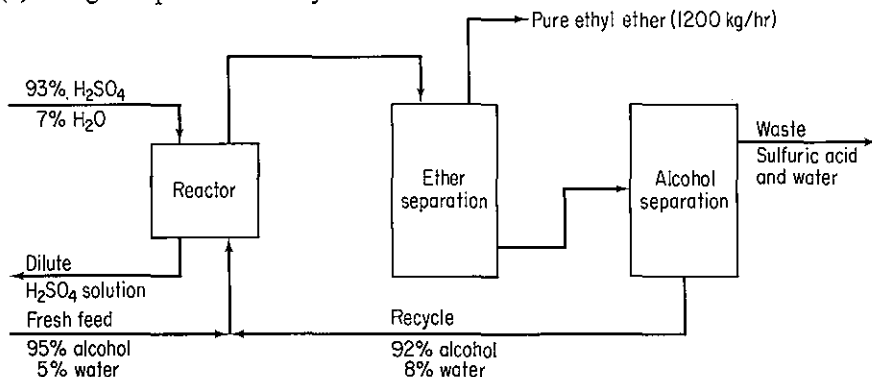 Pure ethyl ether (1200 kg/hr)
93%, H₂SO₄
7% H₂O
Reactor
Ether
separation
Alcohol
separation
Waste
Sulfuric acid
and water
Dilute
H₂SO₄ solution
Fresh feed
95% alcohol
5% water
Recycle
92% alcohol
8% water